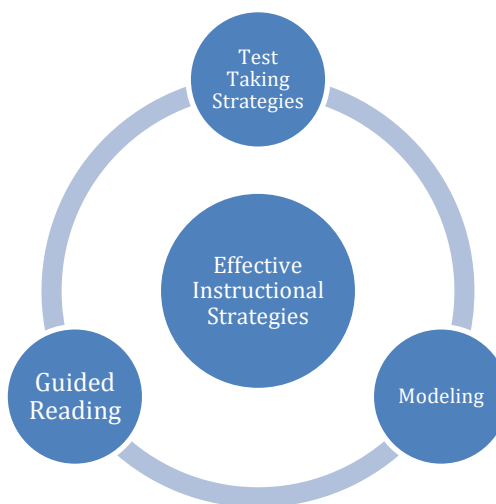 Test
Taking
Strategies
Effective
Instructional
Strategies
Guided
Reading
Modeling